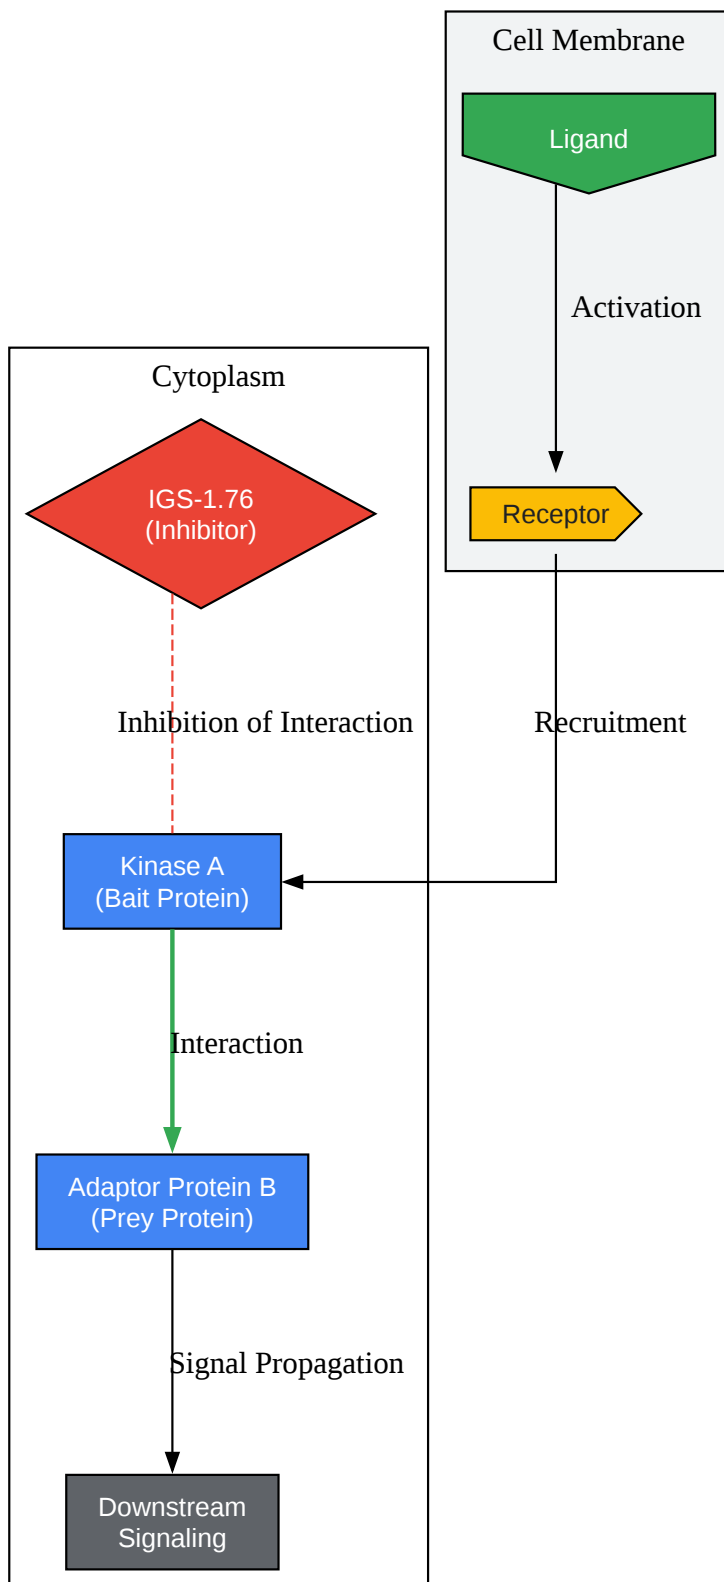 Cell Membrane
Ligand
Activation
Cytoplasm
IGS-1.76
(Inhibitor)
Receptor
Inhibition of Interaction
Recruitment
Kinase A
(Bait Protein)
Interaction
Adaptor Protein B
(Prey Protein)
Signal Propagation
Downstream
Signaling